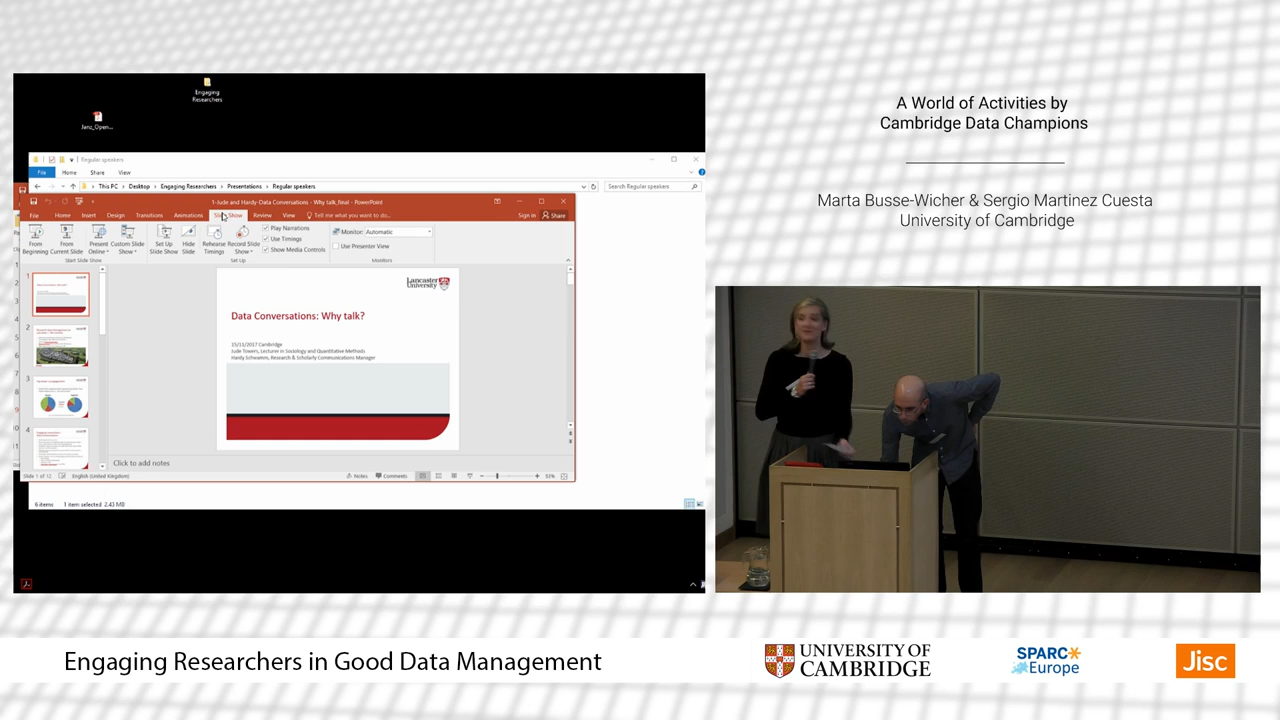 Engaging
Researchers
Janz_Open...
Regular speakers
File Home Share View
This PC Desktop Engaging Researchers Presentations Regular speakers
Search Regular speakers
1-Jude and Hardy-Data Conversations - Why talk_final - PowerPoint
File Home Insert Design Transitions Animations Slide Show Review View Tell me what you want to do... Sign in Share
From Beginning
From Current Slide
Present Online
Custom Slide Show
Set Up Slide Show
Hide Slide
Rehearse Timings
Record Slide Show
Play Narrations
Use Timings
Show Media Controls
Monitor: Automatic
Use Presenter View
Start Slide Show
Set Up
Monitors
1
2
3
4
Lancaster
University
Data Conversations: Why talk?
15/11/2017 Cambridge
Jude Towers, Lecturer in Sociology and Quantitative Methods
Hardy Schwamm, Research & Scholarly Communications Manager
Click to add notes
Slide 1 of 12 English (United Kingdom) Notes Comments
6 items 1 item selected 2.43 MB
A World of Activities by
Cambridge Data Champions
Marta Busse-Wicher & Sergio Martinez Cuesta
University of Cambridge
Engaging Researchers in Good Data Management
UNIVERSITY OF
CAMBRIDGE
SPARC
Europe
Jisc